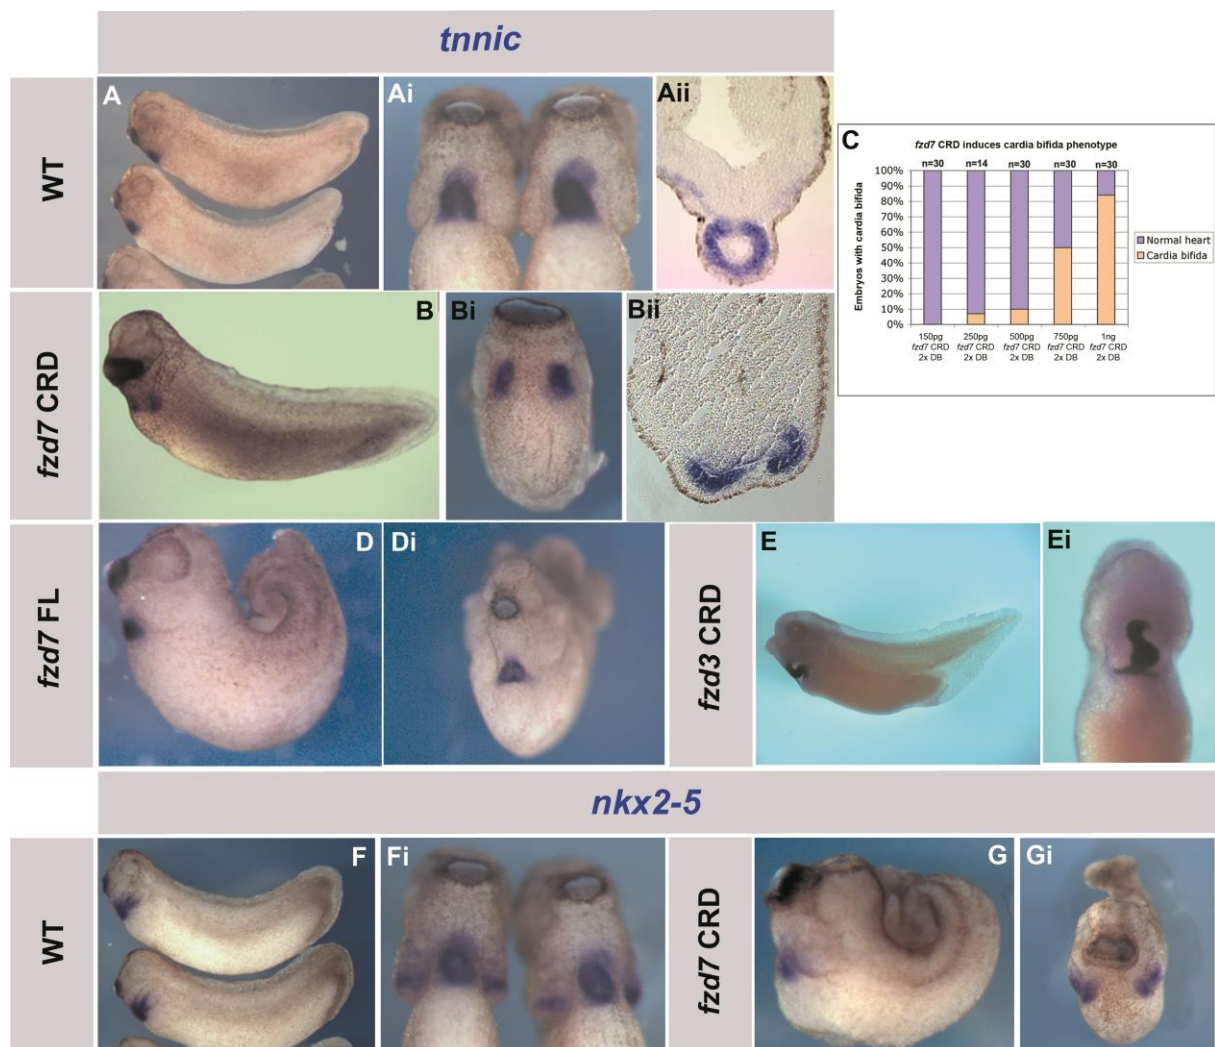 tnnic
WT
A
Ai
Aii
C
fzd7 CRD induces cardia bifida phenotype
n=30 n=14 n=30 n=30 n=30
100%
90%
80%
70%
60%
50%
40%
30%
20%
10%
0%
Embryos with cardia bifida
150pg 250pg 500pg 750pg 1ng
fzd7 CRD fzd7 CRD fzd7 CRD fzd7 CRD fzd7 CRD
2x DB 2x DB 2x DB 2x DB 2x DB
Normal heart
Cardia bifida
fzd7 CRD
B
Bi
Bii
fzd7 FL
D
Di
fzd3 CRD
E
Ei
nkx2-5
WT
F
Fi
fzd7 CRD
G
Gi